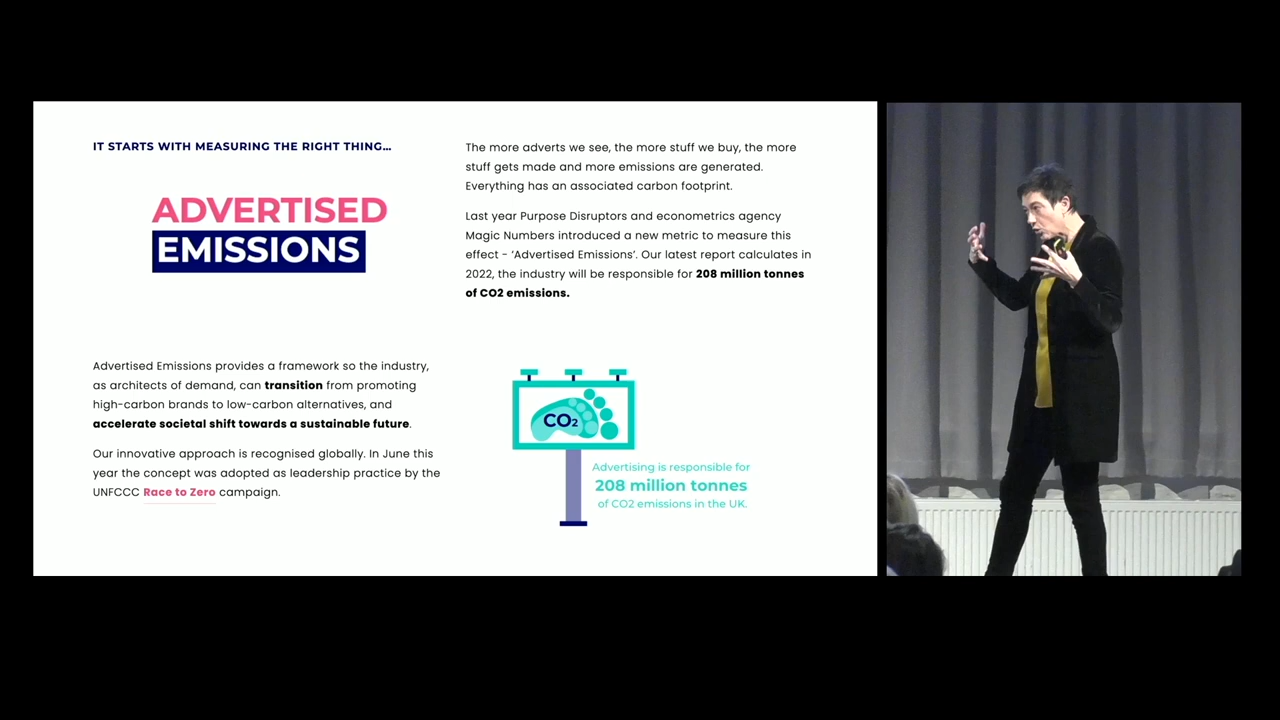 IT STARTS WITH MEASURING THE RIGHT THING...
ADVERTISED
EMISSIONS
The more adverts we see, the more stuff we buy, the more
stuff gets made and more emissions are generated.
Everything has an associated carbon footprint.
Last year Purpose Disruptors and econometrics agency
Magic Numbers introduced a new metric to measure this
effect - ‘Advertised Emissions’. Our latest report calculates in
2022, the industry will be responsible for 208 million tonnes
of CO2 emissions.
Advertised Emissions provides a framework so the industry,
as architects of demand, can transition from promoting
high-carbon brands to low-carbon alternatives, and
accelerate societal shift towards a sustainable future.
Our innovative approach is recognised globally. In June this
year the concept was adopted as leadership practice by the
UNFCCC Race to Zero campaign.
CO₂
Advertising is responsible for
208 million tonnes
of CO2 emissions in the UK.